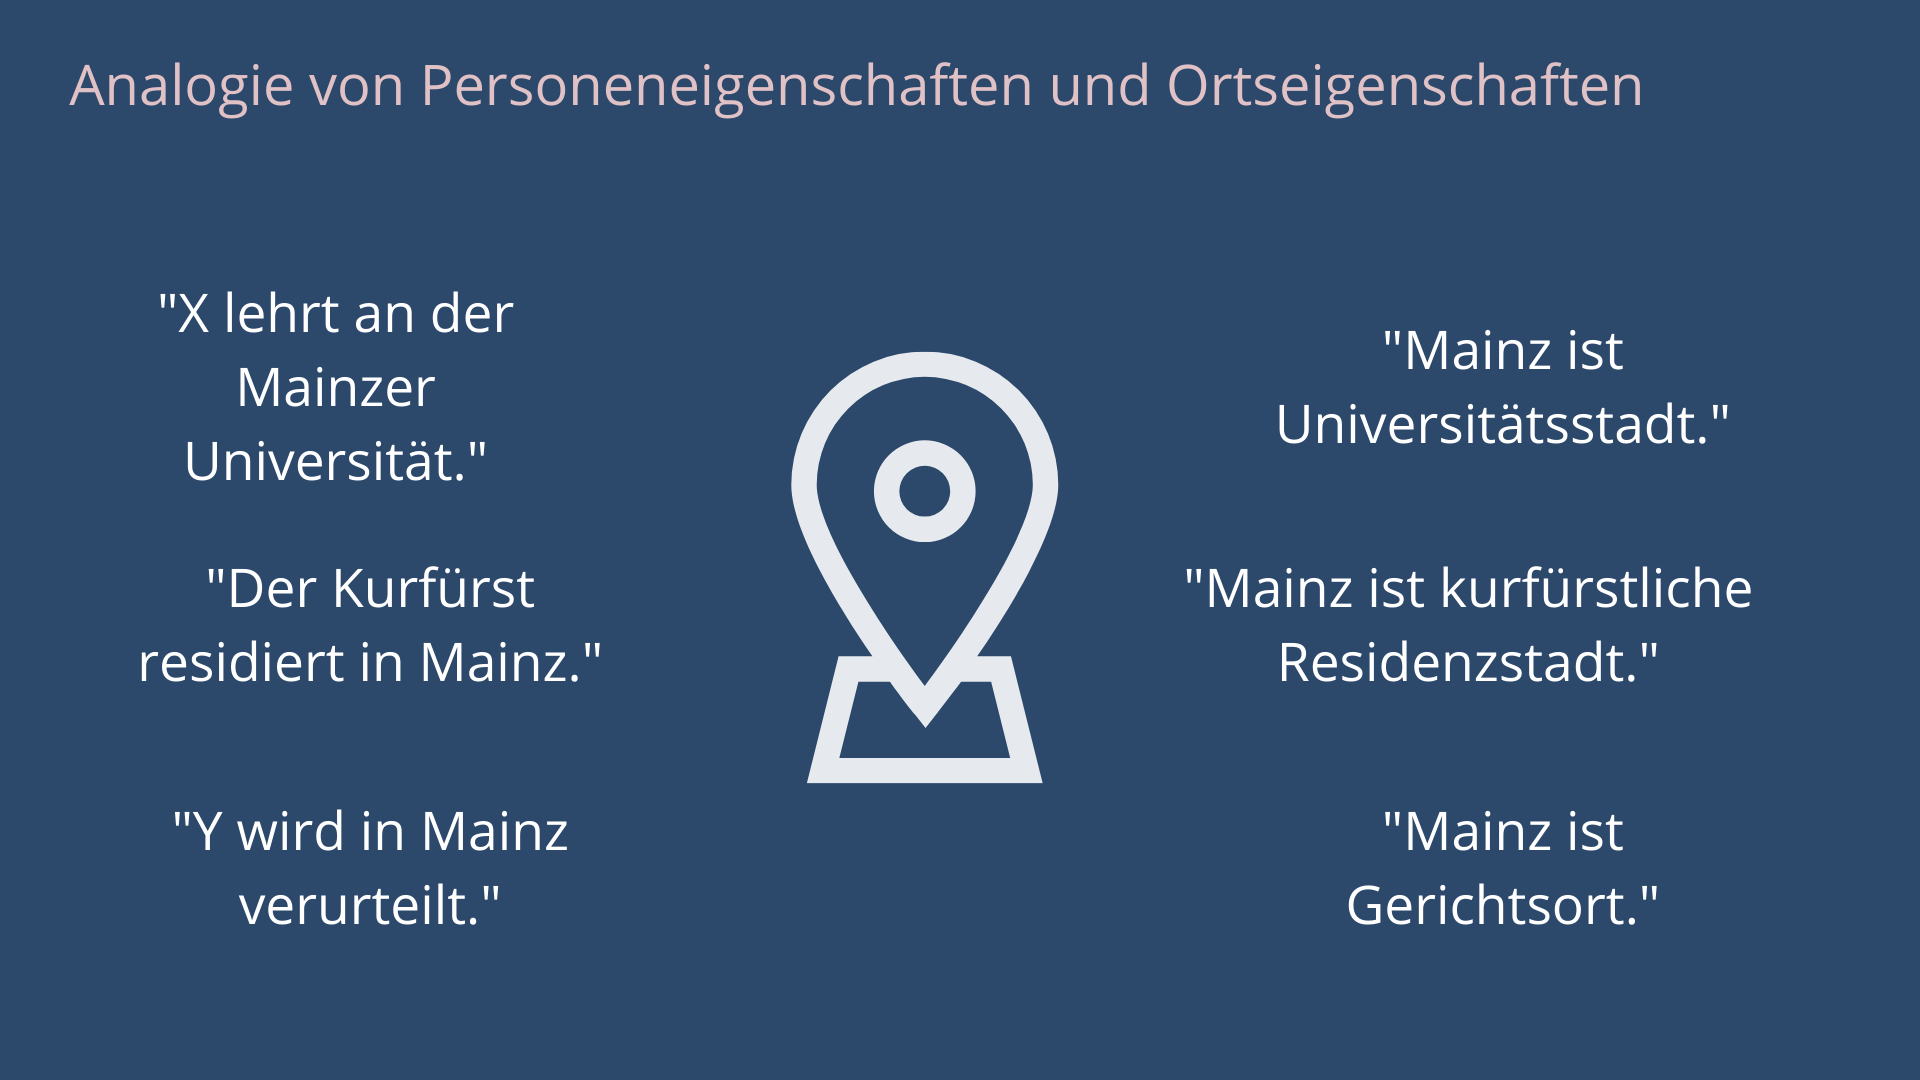 Analogie von Personeneigenschaften und Ortseigenschaften
"X lehrt an der
Mainzer
Universität."
"Mainz ist
Universitätsstadt."
"Der Kurfürst
residiert in Mainz."
"Mainz ist kurfürstliche
Residenzstadt."
"Y wird in Mainz
verurteilt."
"Mainz ist
Gerichtsort."